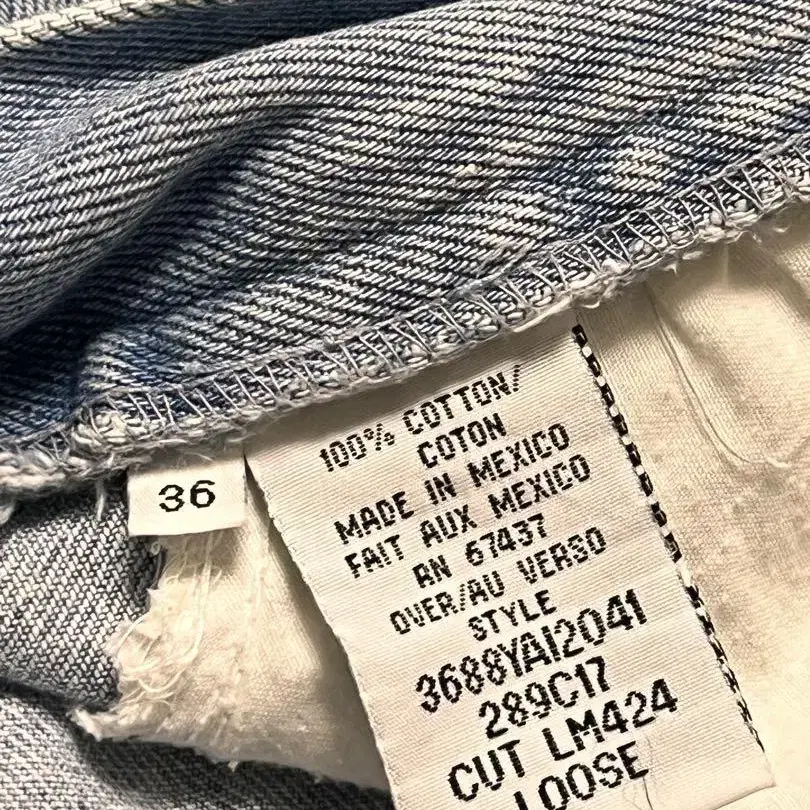 36
100% COTTON/
COTON
MADE IN MEXICO
FAIT AUX MEXICO
RN 67437
OVER/AU VERSO
STYLE
3688YAI2041
289C17
CUT LM424
LOOSE